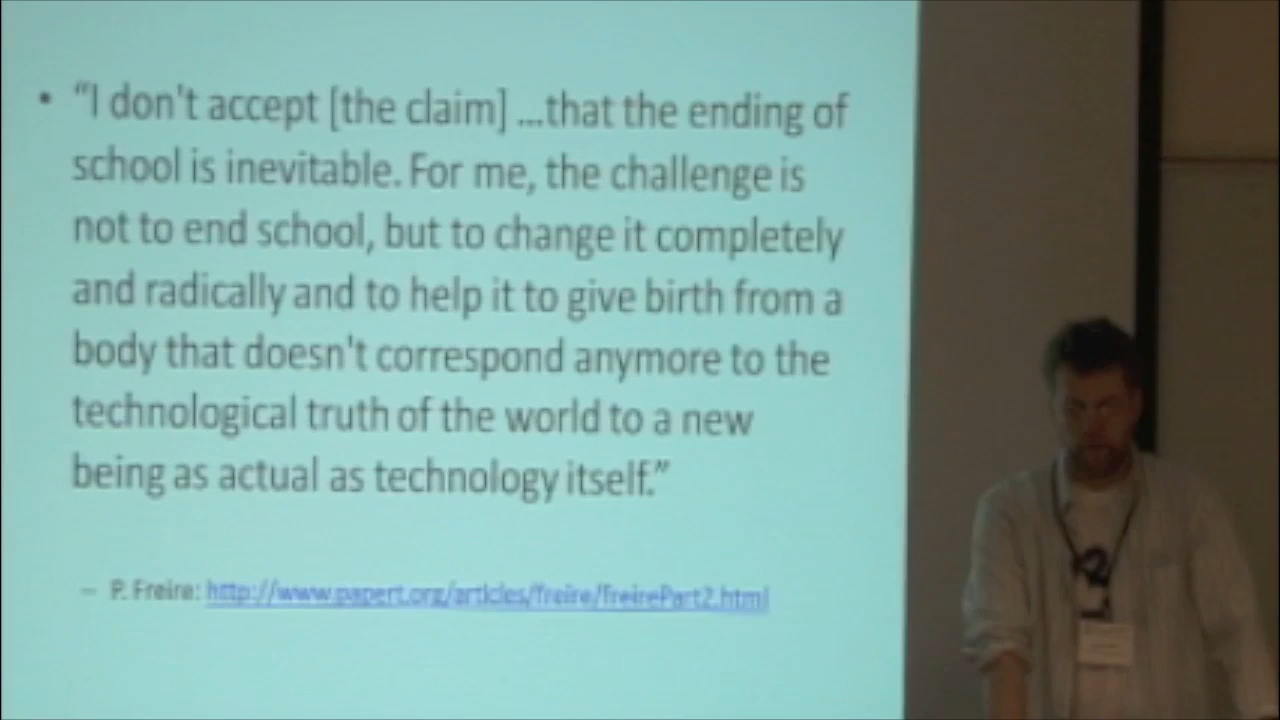 • “I don't accept [the claim] ...that the ending of
school is inevitable. For me, the challenge is
not to end school, but to change it completely
and radically and to help it to give birth from a
body that doesn't correspond anymore to the
technological truth of the world to a new
being as actual as technology itself.”
– P. Freire: http://www.papert.org/articles/freire/freirePart2.html